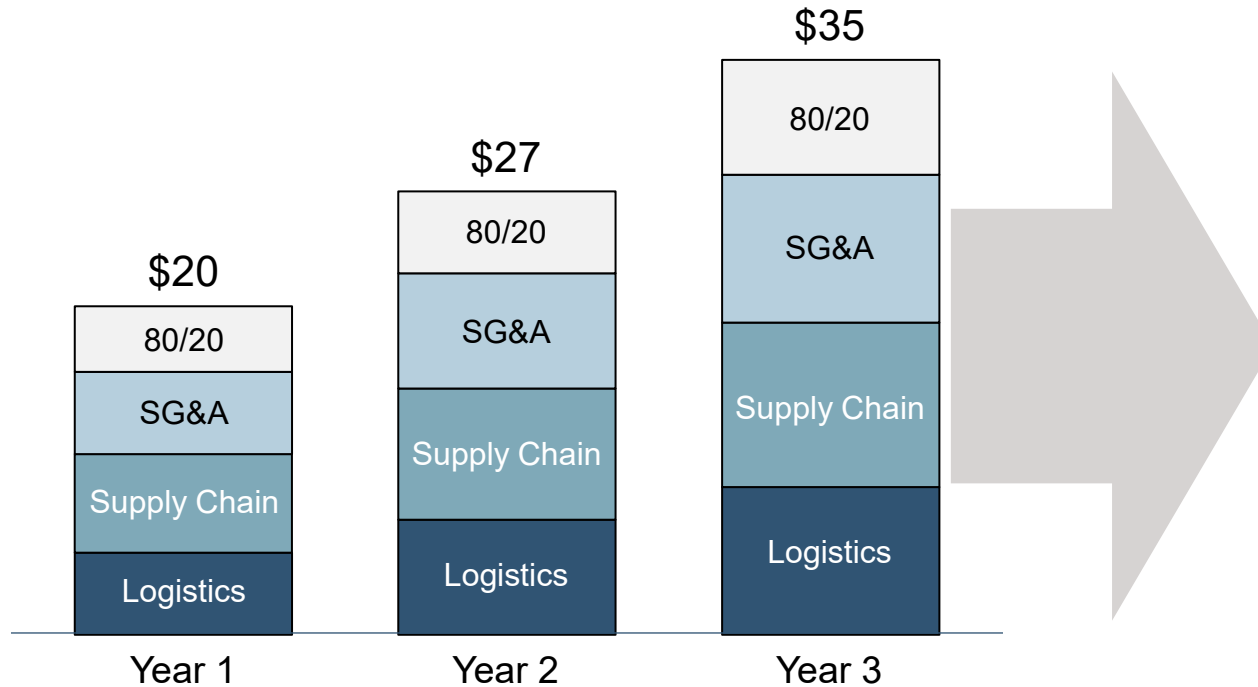 $20
80/20
SG&A
Supply Chain
Logistics
Year 1
$27
80/20
SG&A
Supply Chain
Logistics
Year 2
$35
80/20
SG&A
Supply Chain
Logistics
Year 3